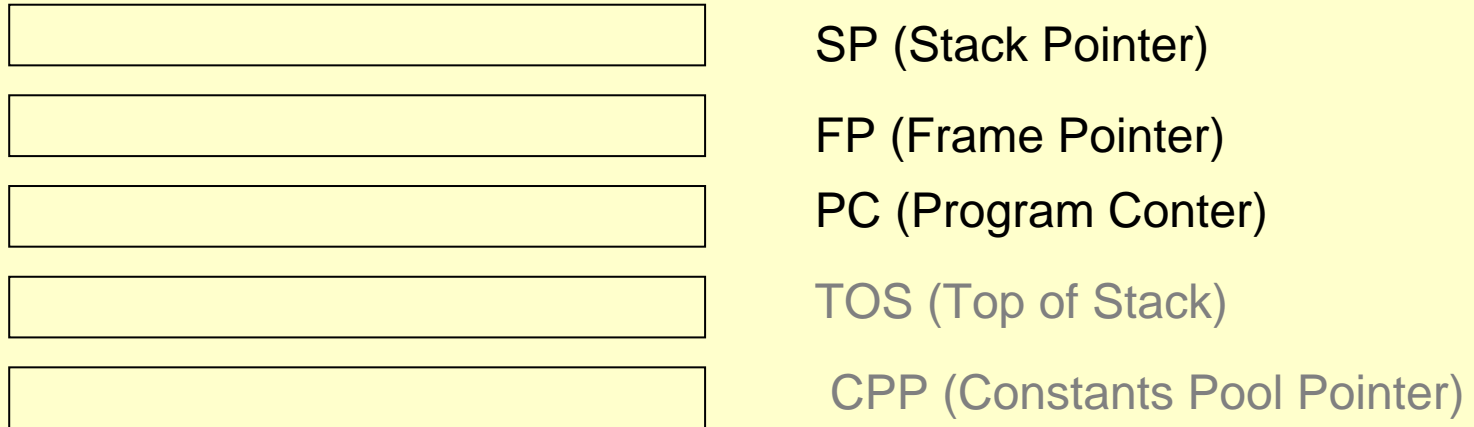 SP (Stack Pointer)
FP (Frame Pointer)
PC (Program Conter)
TOS (Top of Stack)
CPP (Constants Pool Pointer)